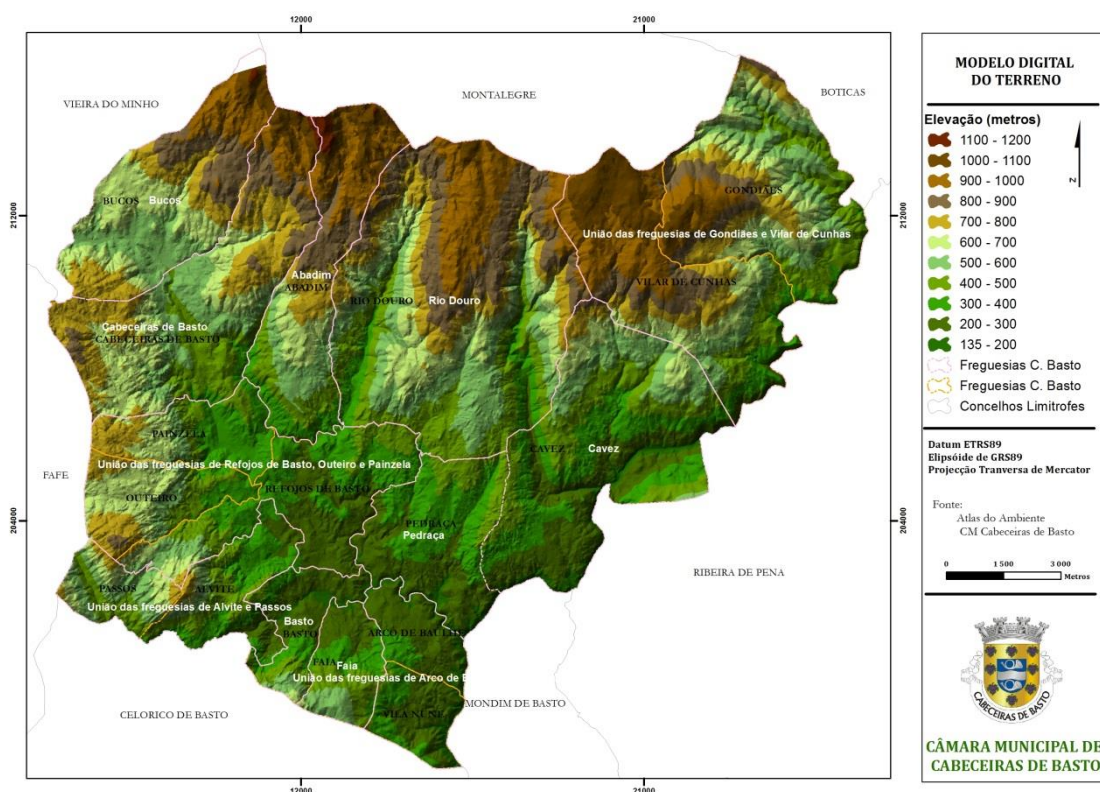 12000
21000
VIEIRA DO MINHO
MONTALEGRE
BOTICAS
212000
212000
BUCOS
Bucos
GONDIÃES
União das freguesias de Gondiães e Vilar de Cunhas
Abadim
ABADIM
RIO DOURO
Rio Douro
VILAR DE CUNHAS
Cabeceiras de Basto
CABECEIRAS DE BASTO
PAINZELA
CAVEZ
Cavez
FAFE
União das freguesias de Refojos de Basto, Outeiro e Painzela
REFOJOS DE BASTO
OUTEIRO
204000
204000
PEDRAÇA
Pedraça
RIBEIRA DE PENA
PASSOS
ALVITE
União das freguesias de Alvite e Passos
Basto
BASTO
ARCO DE BAULHE
FAIA
Faia
União das freguesias de Arco de B
CELORICO DE BASTO
MONDIM DE BASTO
VILA NUNE
12000
21000
MODELO DIGITAL
DO TERRENO
Elevação (metros)
1100 - 1200
1000 - 1100
900 - 1000
800 - 900
700 - 800
600 - 700
500 - 600
400 - 500
300 - 400
200 - 300
135 - 200
Z
Freguesias C. Basto
Freguesias C. Basto
Concelhos Limitrofes
Datum ETRS89
Elipsóide de GRS89
Projecção Tranversa de Mercator
Fonte:
Atlas do Ambiente
CM Cabeceiras de Basto
0 1 500 3 000
Metros
CABECEIRAS DE BASTO
CÂMARA MUNICIPAL DE
CABECEIRAS DE BASTO